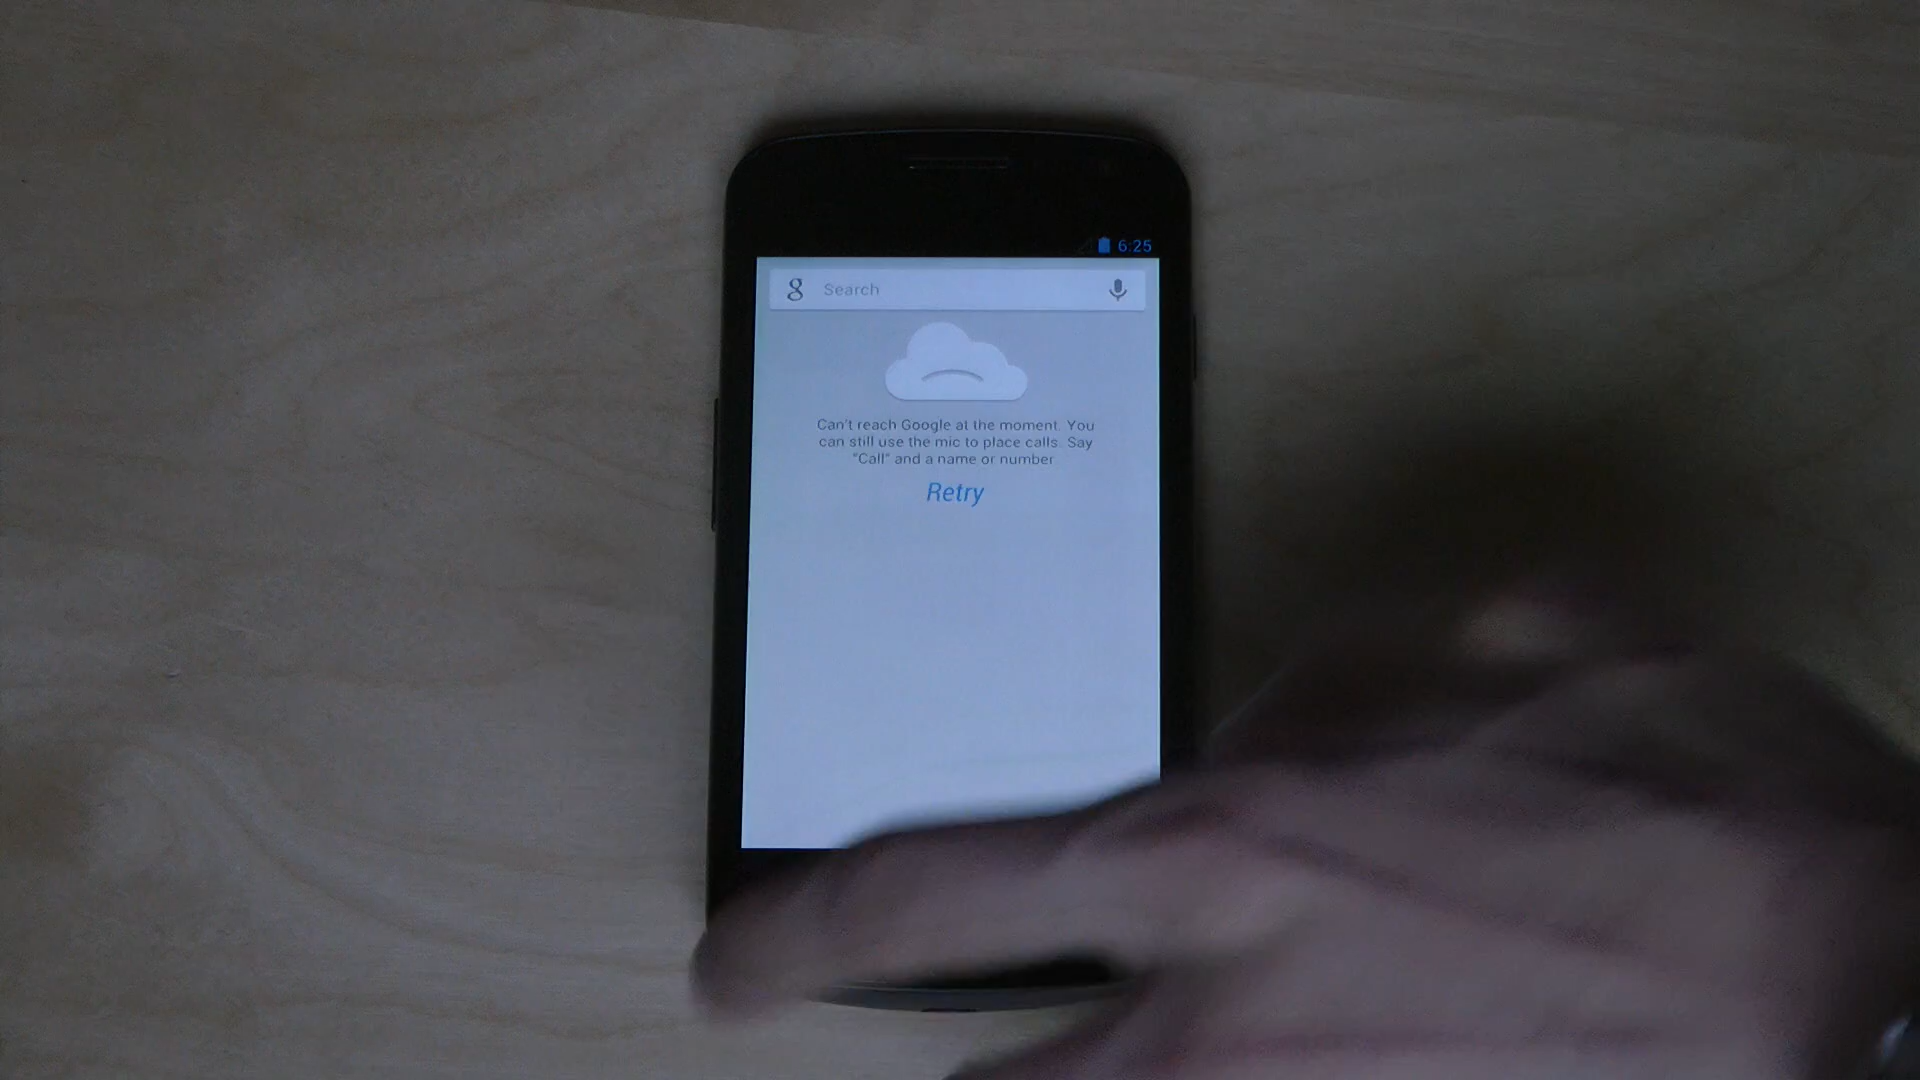 6:25
g Search
Can't reach Google at the moment. You
can still use the mic to place calls. Say
"Call" and a name or number
Retry